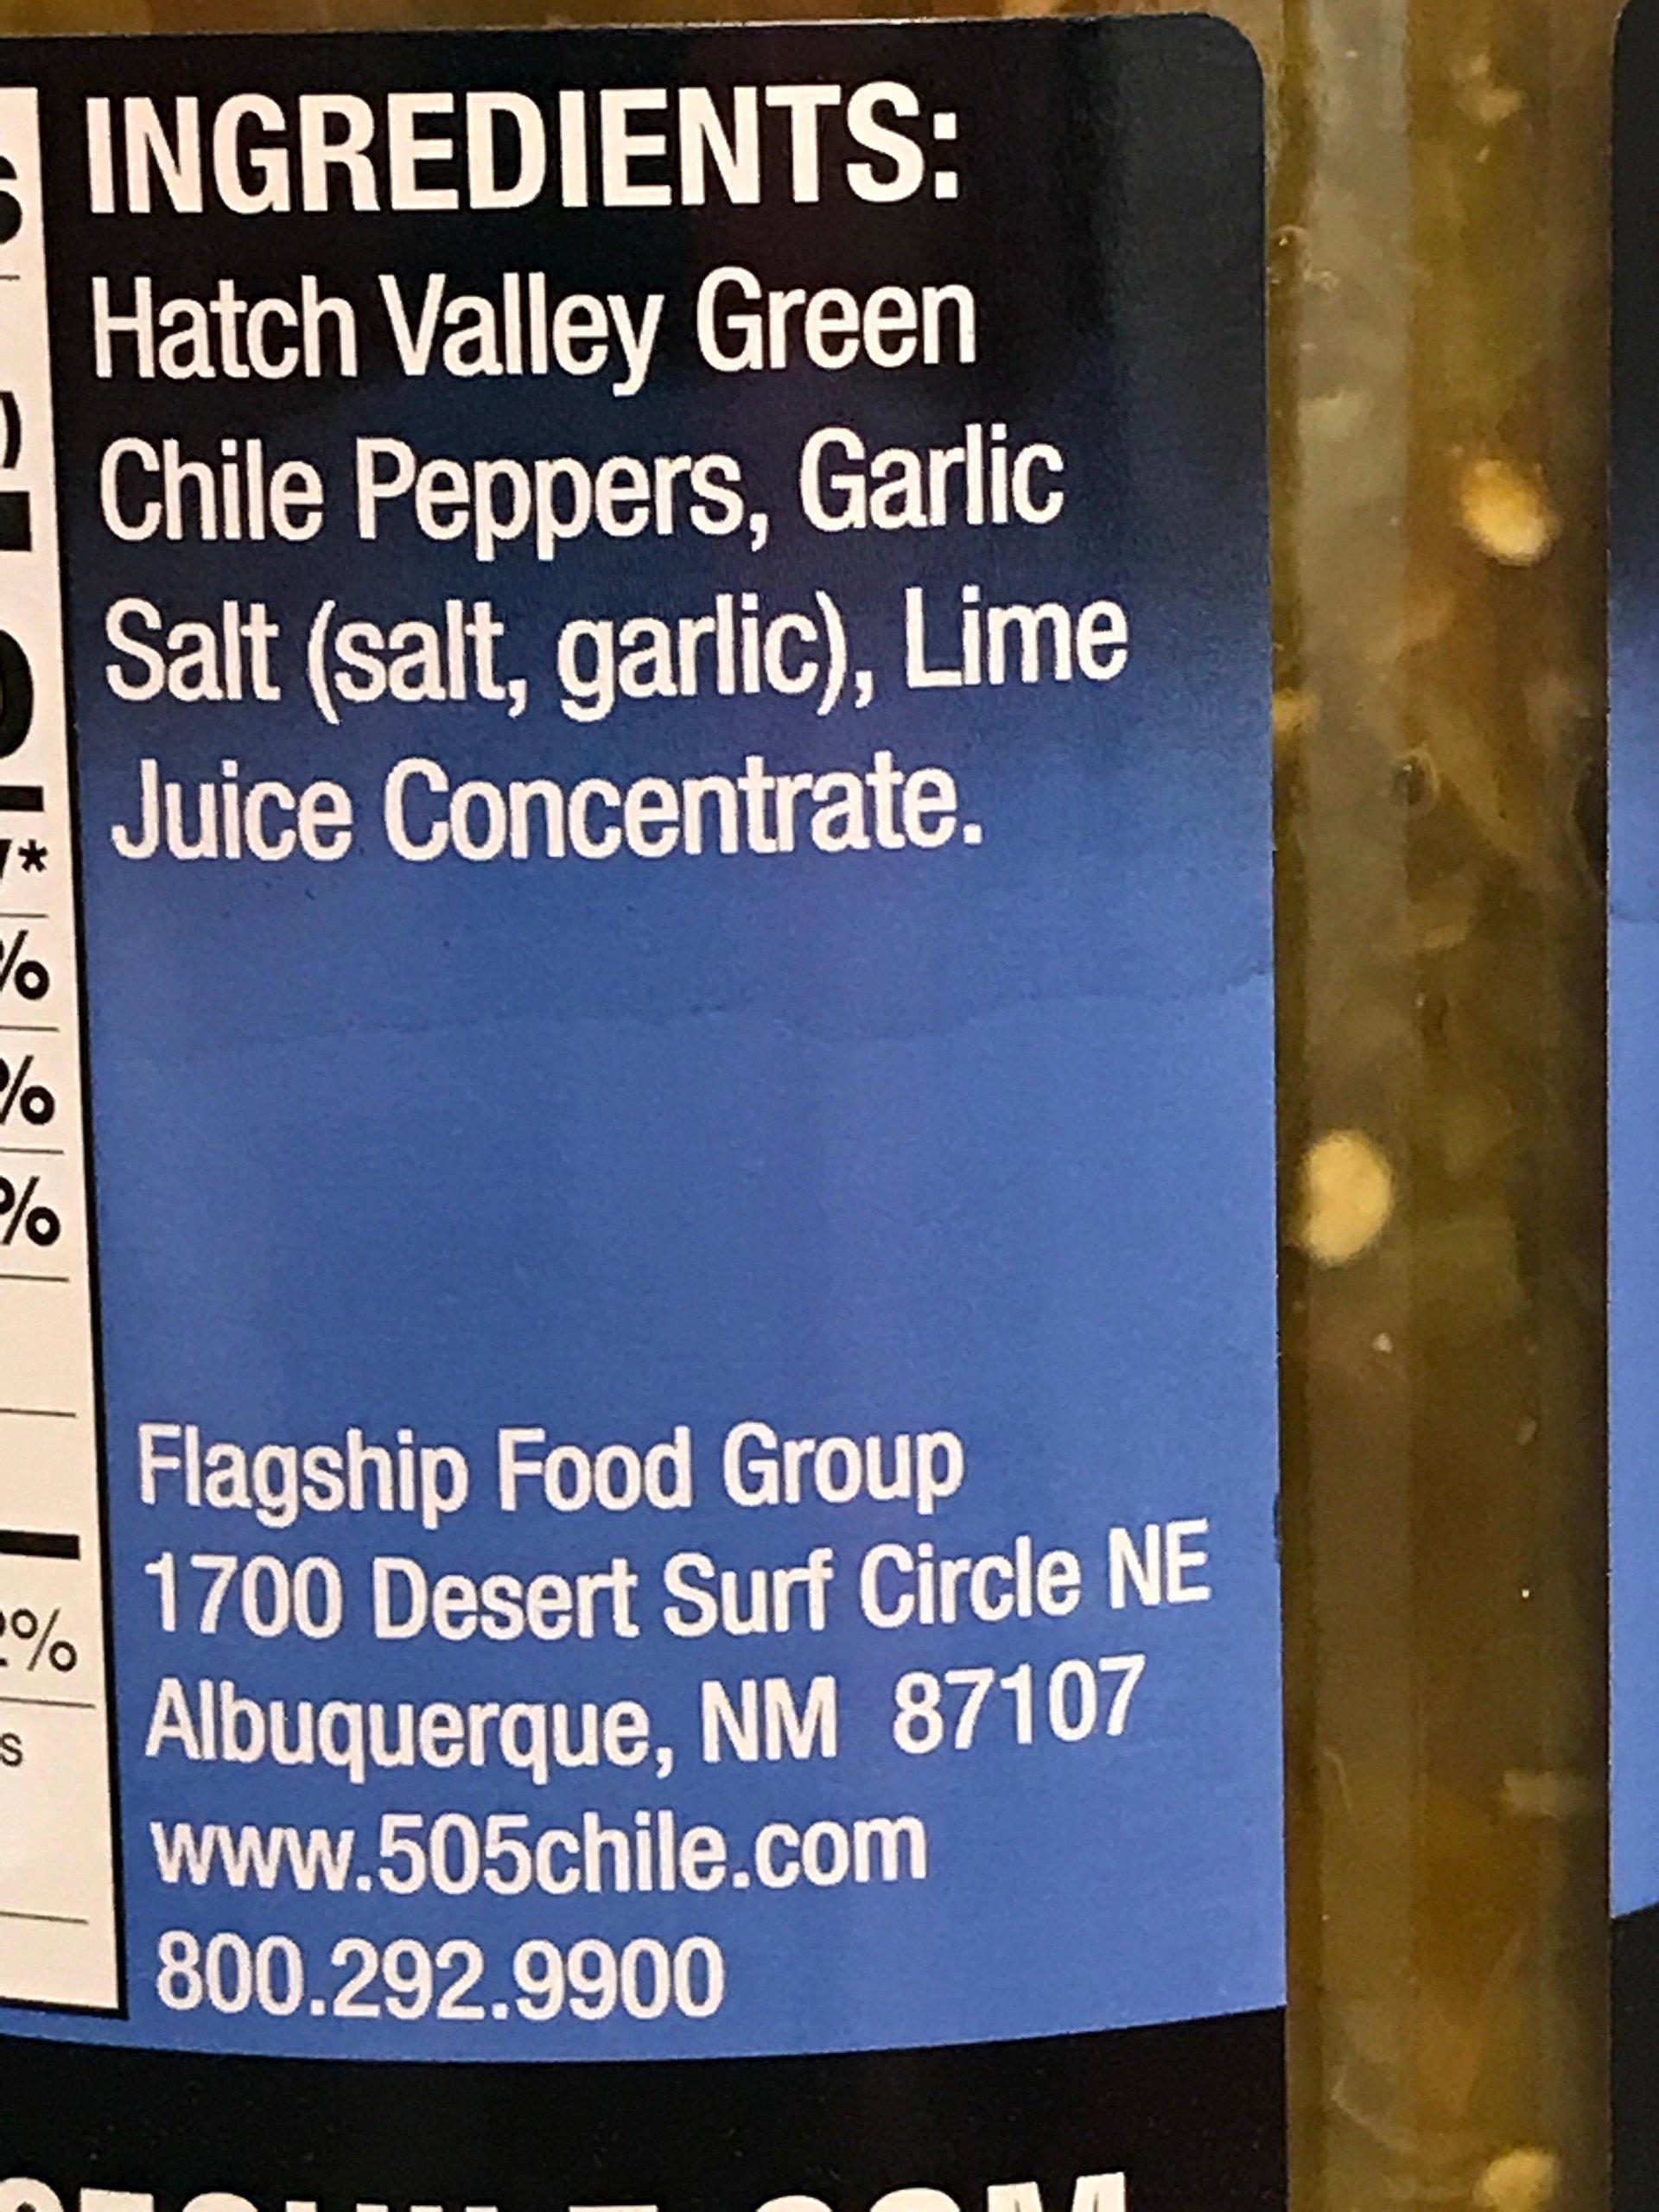 INGREDIENTS:
Hatch Valley Green
Chile Peppers, Garlic
Salt (salt, garlic), Lime
Juice Concentrate.
Flagship Food Group
1700 Desert Surf Circle NE
Albuquerque, NM 87107
www.505chile.com
800.292.9900
%
%
%
2%